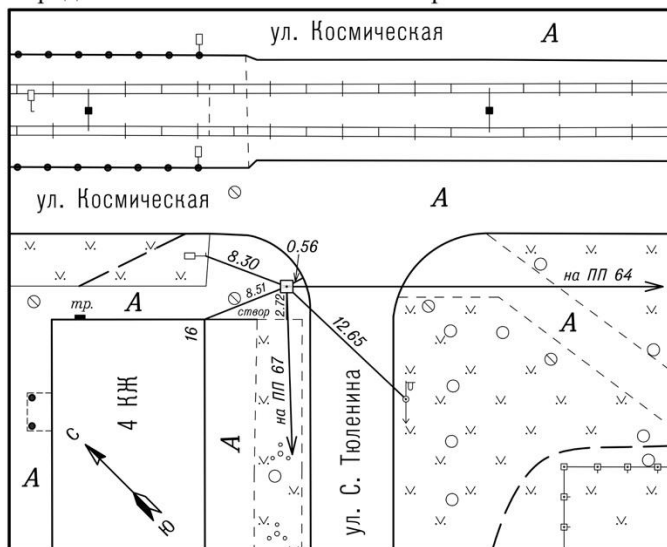 ул. Космическая А
ул. Космическая А
0.56
8.30
на ПП 64
8.51
створ
2.72
12.65
тр.
А
А
16
4 КЖ
на ПП 67
ул. С. Тюленина
А
А
С
Ю